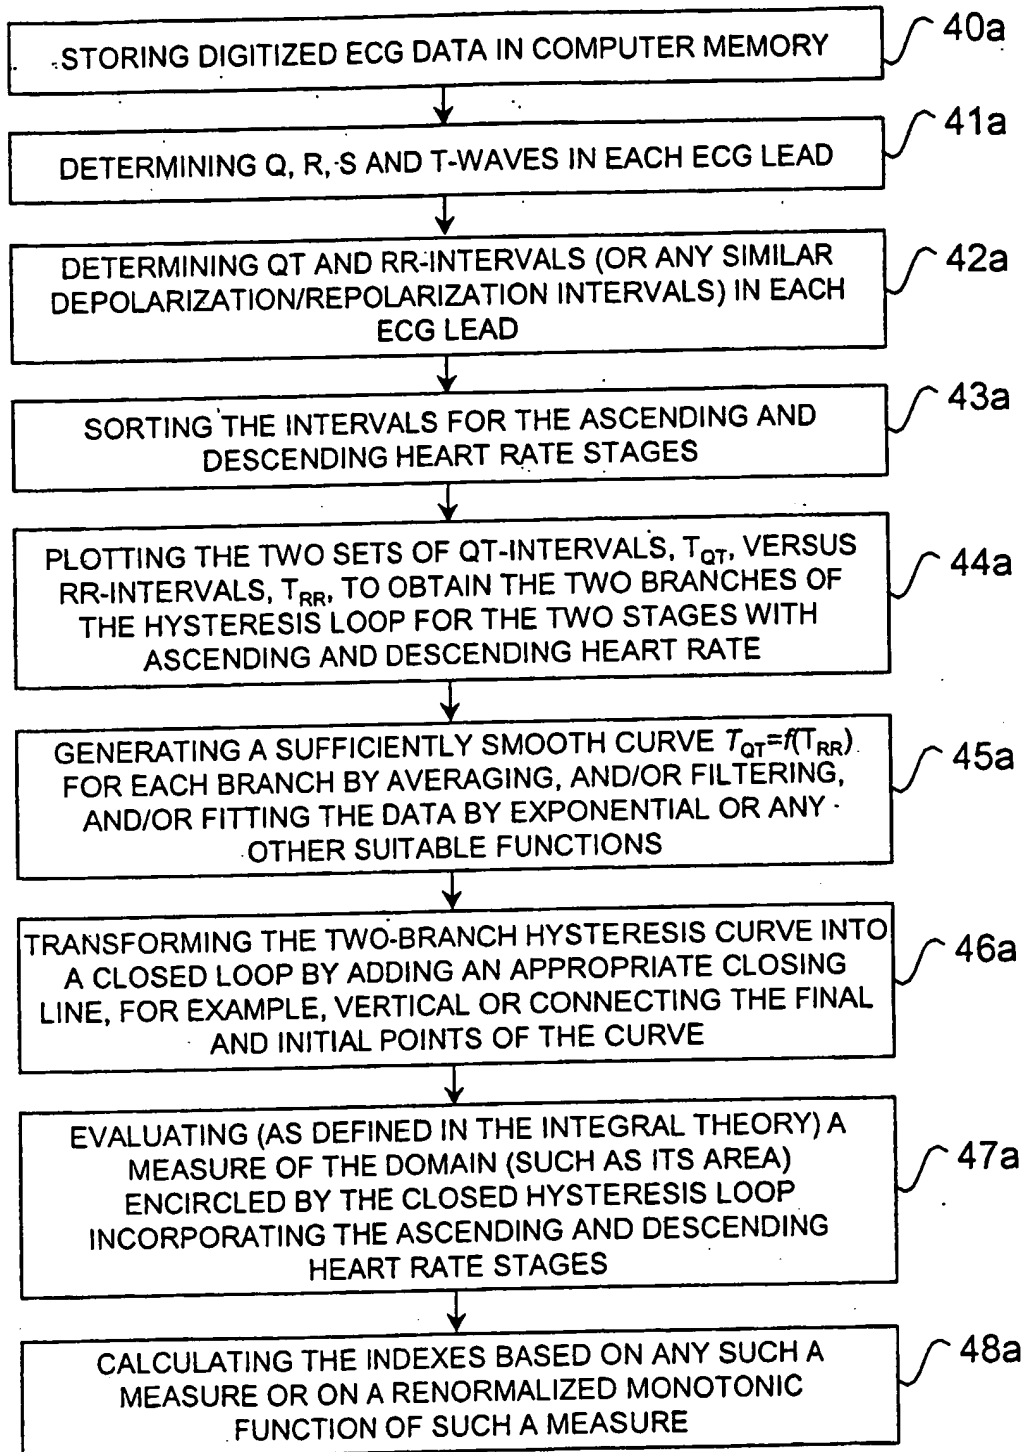 STORING DIGITIZED ECG DATA IN COMPUTER MEMORY
40a
DETERMINING Q, R, S AND T-WAVES IN EACH ECG LEAD
41a
DETERMINING QT AND RR-INTERVALS (OR ANY SIMILAR
DEPOLARIZATION/REPOLARIZATION INTERVALS) IN EACH
ECG LEAD
42a
SORTING THE INTERVALS FOR THE ASCENDING AND
DESCENDING HEART RATE STAGES
43a
PLOTTING THE TWO SETS OF QT-INTERVALS, T_QT, VERSUS
RR-INTERVALS, T_RR, TO OBTAIN THE TWO BRANCHES OF
THE HYSTERESIS LOOP FOR THE TWO STAGES WITH
ASCENDING AND DESCENDING HEART RATE
44a
GENERATING A SUFFICIENTLY SMOOTH CURVE T_QT=f(T_RR)
FOR EACH BRANCH BY AVERAGING, AND/OR FILTERING,
AND/OR FITTING THE DATA BY EXPONENTIAL OR ANY
OTHER SUITABLE FUNCTIONS
45a
TRANSFORMING THE TWO-BRANCH HYSTERESIS CURVE INTO
A CLOSED LOOP BY ADDING AN APPROPRIATE CLOSING
LINE, FOR EXAMPLE, VERTICAL OR CONNECTING THE FINAL
AND INITIAL POINTS OF THE CURVE
46a
EVALUATING (AS DEFINED IN THE INTEGRAL THEORY) A
MEASURE OF THE DOMAIN (SUCH AS ITS AREA)
ENCIRCLED BY THE CLOSED HYSTERESIS LOOP
INCORPORATING THE ASCENDING AND DESCENDING
HEART RATE STAGES
47a
CALCULATING THE INDEXES BASED ON ANY SUCH A
MEASURE OR ON A RENORMALIZED MONOTONIC
FUNCTION OF SUCH A MEASURE
48a